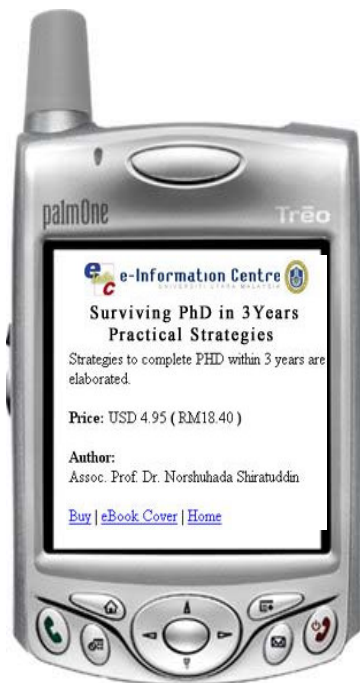 palmOne
Trēo
e-Information Centre
UNIVERSITI UTARA MALAYSIA
Surviving PhD in 3Years
Practical Strategies
Strategies to complete PHD within 3 years are
elaborated.
Price: USD 4.95 ( RM18.40 )
Author:
Assoc. Prof. Dr. Norshuhada Shiratuddin
Buy | eBook Cover | Home